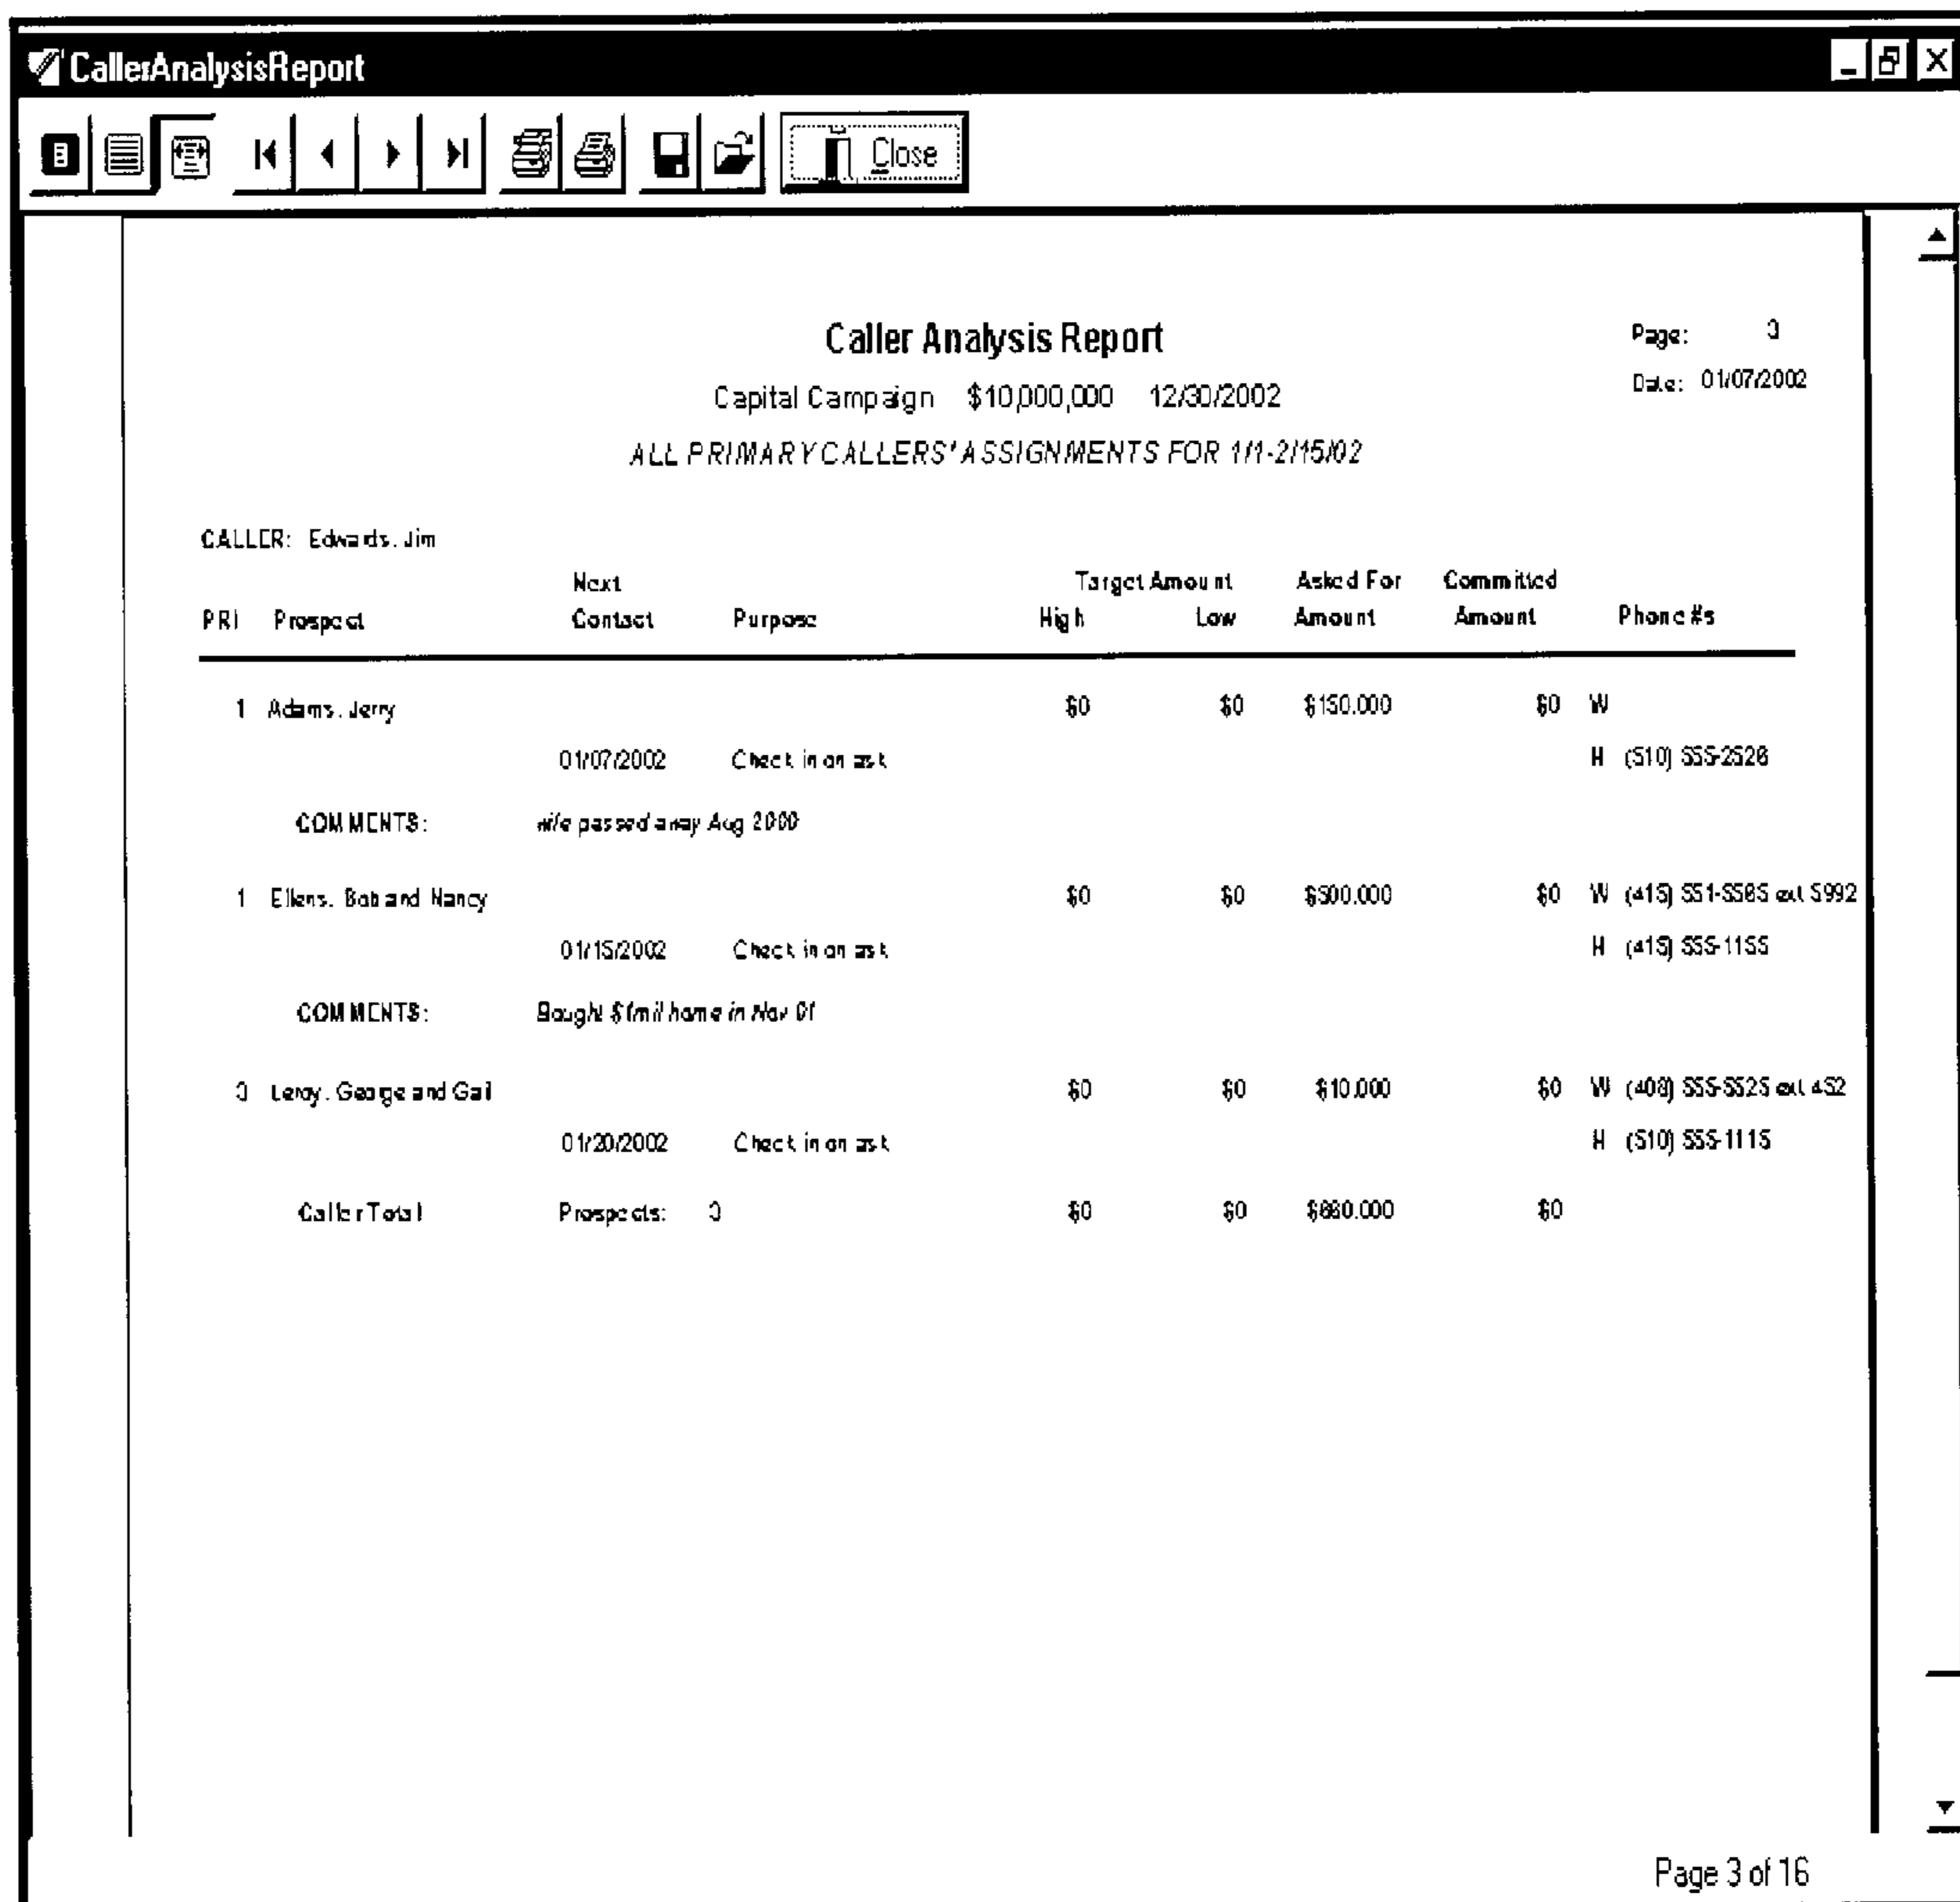 CallerAnalysisReport
Close
Caller Analysis Report
Page: 3
Capital Campaign $10,000,000 12/30/2002
Date: 01/07/2002
ALL PRIMARY CALLERS' ASSIGNMENTS FOR 1/1-2/15/02
CALLER: Edwards, Jim
Next Target Amount Asked For Committed
PRI Prospect Contact Purpose High Low Amount Amount Phone #s
1 Adams, Jerry $0 $0 $150,000 $0 W
01/07/2002 Check in on ask H (510) 555-2526
COMMENTS: wife passed away Aug 2000
1 Ellens, Bob and Nancy $0 $0 $500,000 $0 W (415) 551-5565 ext 5992
01/15/2002 Check in on ask H (415) 555-1155
COMMENTS: Bought $1mil home in Nov 01
3 Leroy, George and Gail $0 $0 $10,000 $0 W (408) 555-5525 ext 452
01/20/2002 Check in on ask H (510) 555-1115
Caller Total Prospects: 3 $0 $0 $660,000 $0
Page 3 of 16